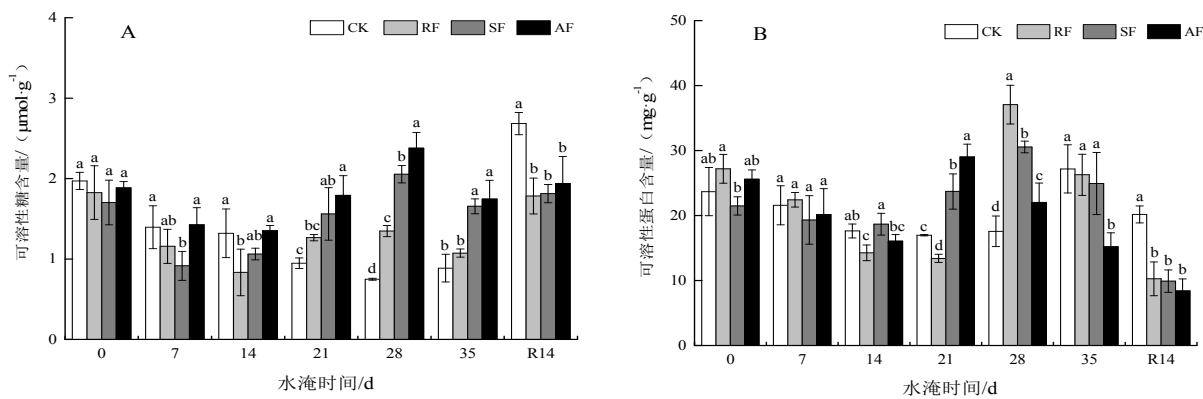 A
CK RF SF AF
可溶性糖含量/（μmol·g-1）
4
3
2
1
0
a a a a
a ab b a
a b ab a
c bc ab a
d c b a
b b a a
a b b b
0 7 14 21 28 35 R14
水淹时间/d
B
CK RF SF AF
可溶性蛋白含量/（mg·g-1）
50
40
30
20
10
0
ab a b ab
a a a a
ab c a bc
c d b a
d a b c
a a a b
a b b b
0 7 14 21 28 35 R14
水淹时间/d